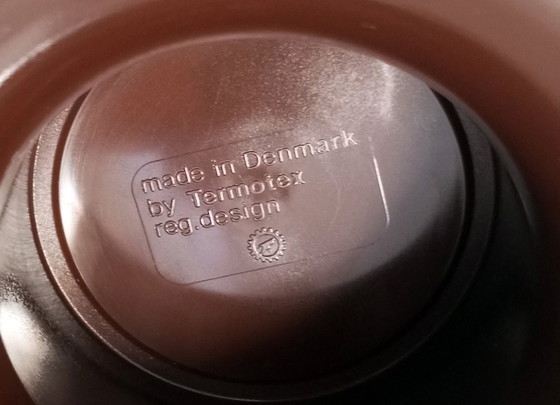 made in Denmark
by Termotex
reg.design